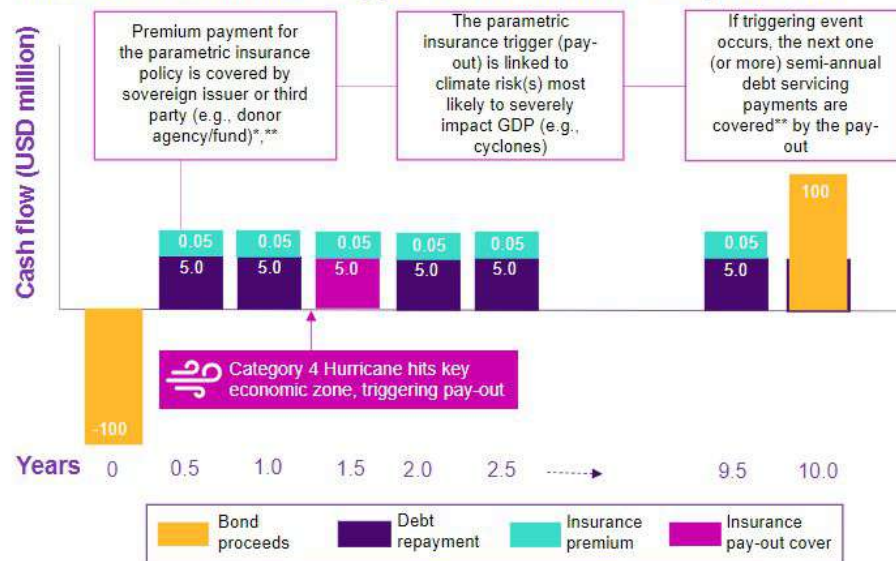 Premium payment for
the parametric insurance
policy is covered by
sovereign issuer or third
party (e.g., donor
agency/fund)*,**
The parametric
insurance trigger (pay-
out) is linked to
climate risk(s) most
likely to severely
impact GDP (e.g.,
cyclones)
If triggering event
occurs, the next one
(or more) semi-annual
debt servicing
payments are
covered** by the pay-
out
Cash flow (USD million)
100
0.05 0.05 0.05 0.05 0.05 0.05
5.0 5.0 5.0 5.0 5.0 5.0
Category 4 Hurricane hits key
economic zone, triggering pay-out
-100
Years 0 0.5 1.0 1.5 2.0 2.5 9.5 10.0
Bond
proceeds
Debt
repayment
Insurance
premium
Insurance
pay-out cover